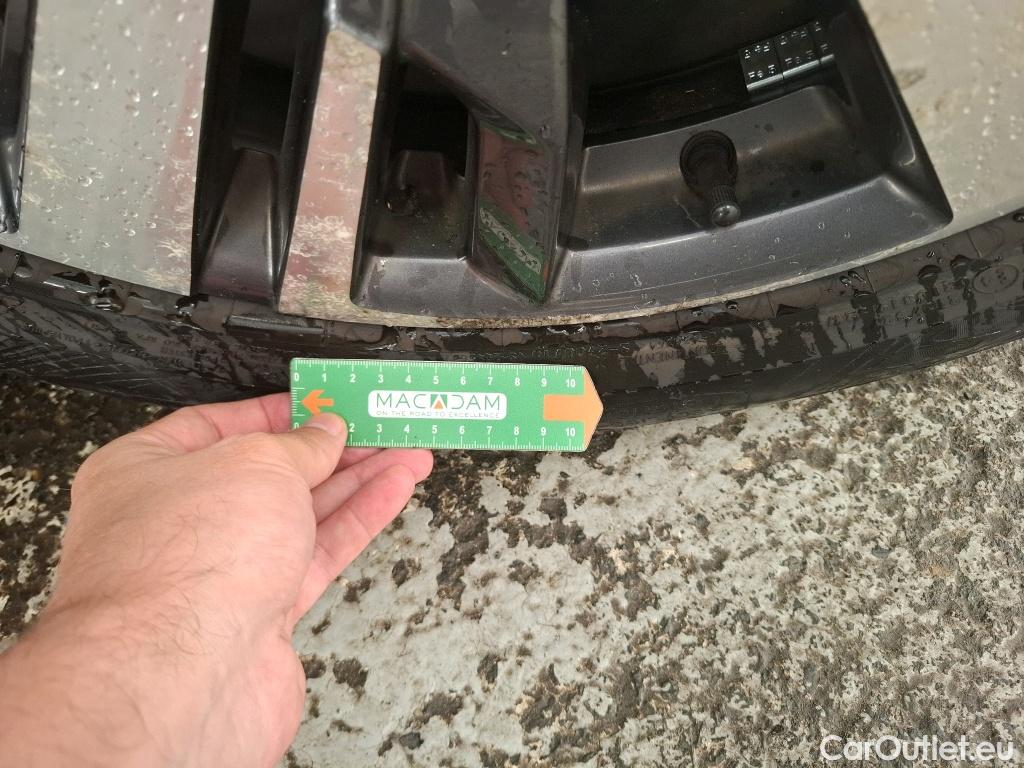 0 1 2 3 4 5 6 7 8 9 10
MACADAM
ON THE ROAD TO EXCELLENCE
0 2 3 4 5 6 7 8 9 10
CarOutlet.eu